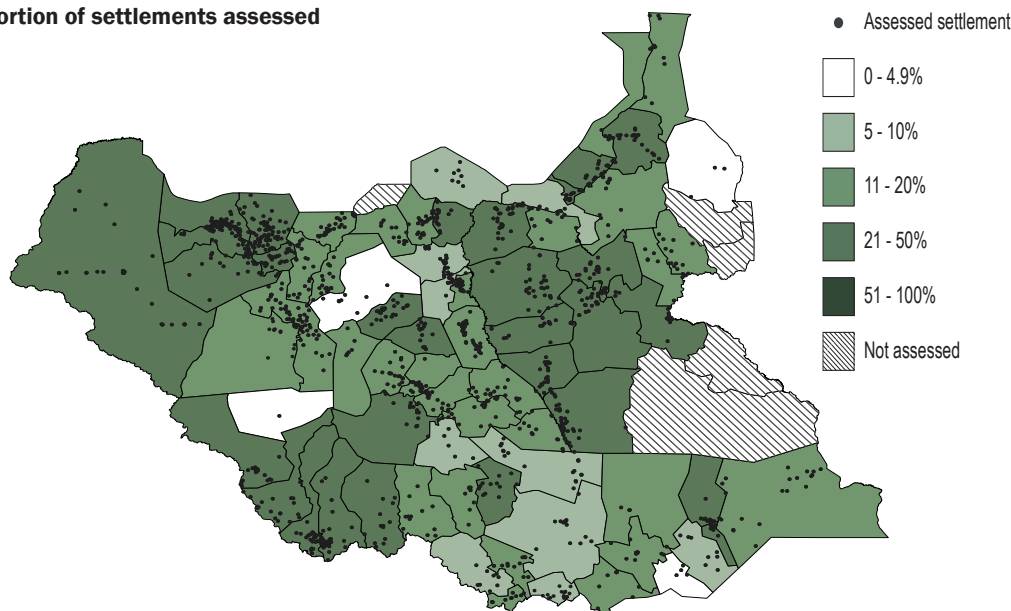 ortion of settlements assessed
Assessed settlement
0 - 4.9%
5 - 10%
11 - 20%
21 - 50%
51 - 100%
Not assessed